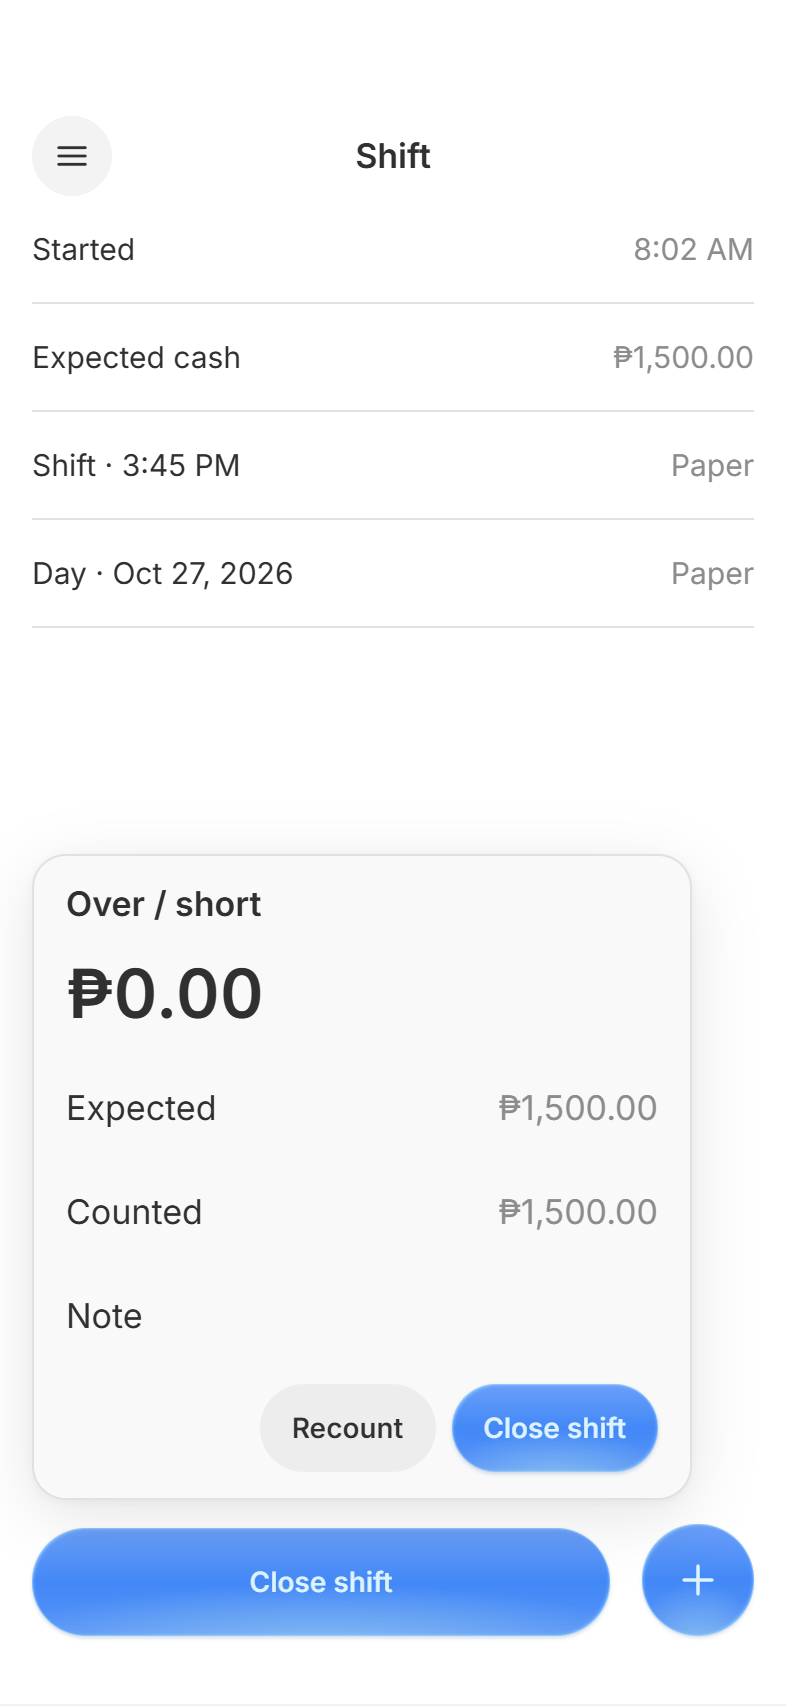 Shift
Started 8:02 AM
Expected cash ₱1,500.00
Shift · 3:45 PM Paper
Day · Oct 27, 2026 Paper
Over / short
₱0.00
Expected ₱1,500.00
Counted ₱1,500.00
Note
Recount Close shift
Close shift